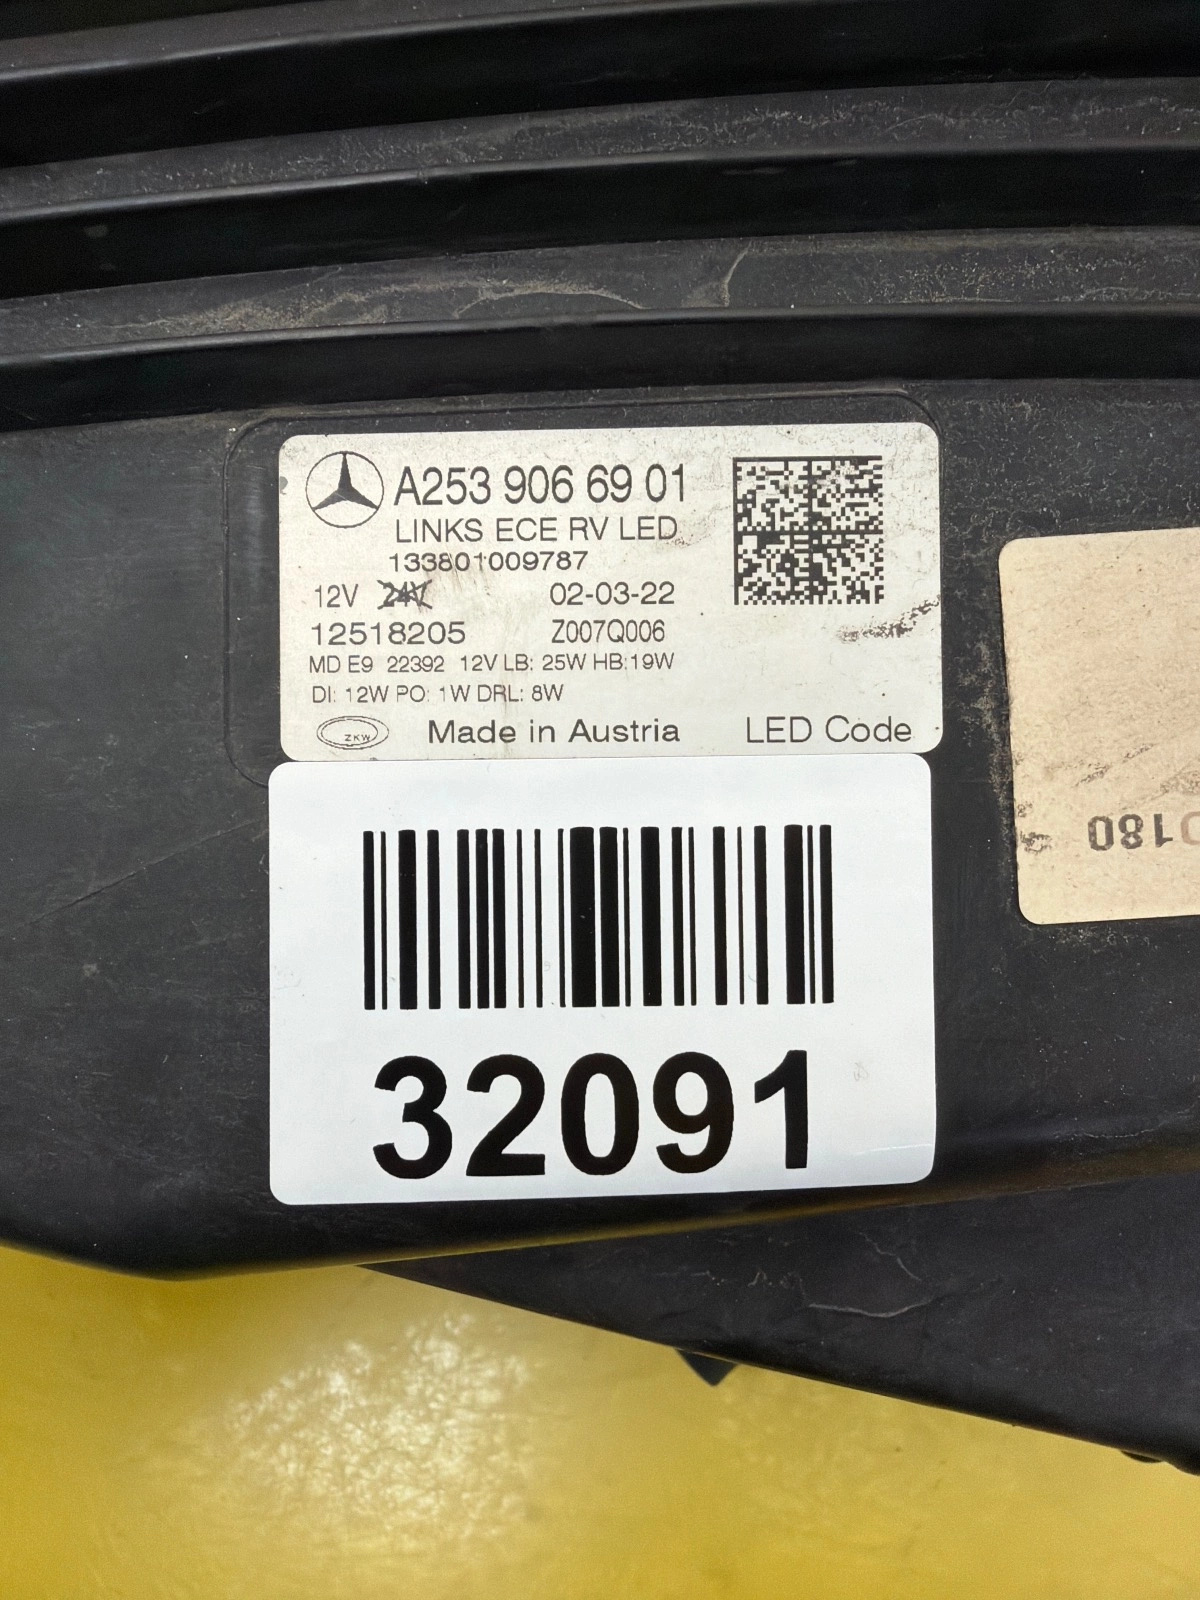 A253 906 69 01
LINKS ECE RV LED
133801009787
12V 24V 02-03-22
12518205 Z007Q006
MD E9 22392 12V LB: 25W HB:19W
DI: 12W PO: 1W DRL: 8W
ZKW Made in Austria LED Code
32091
D180